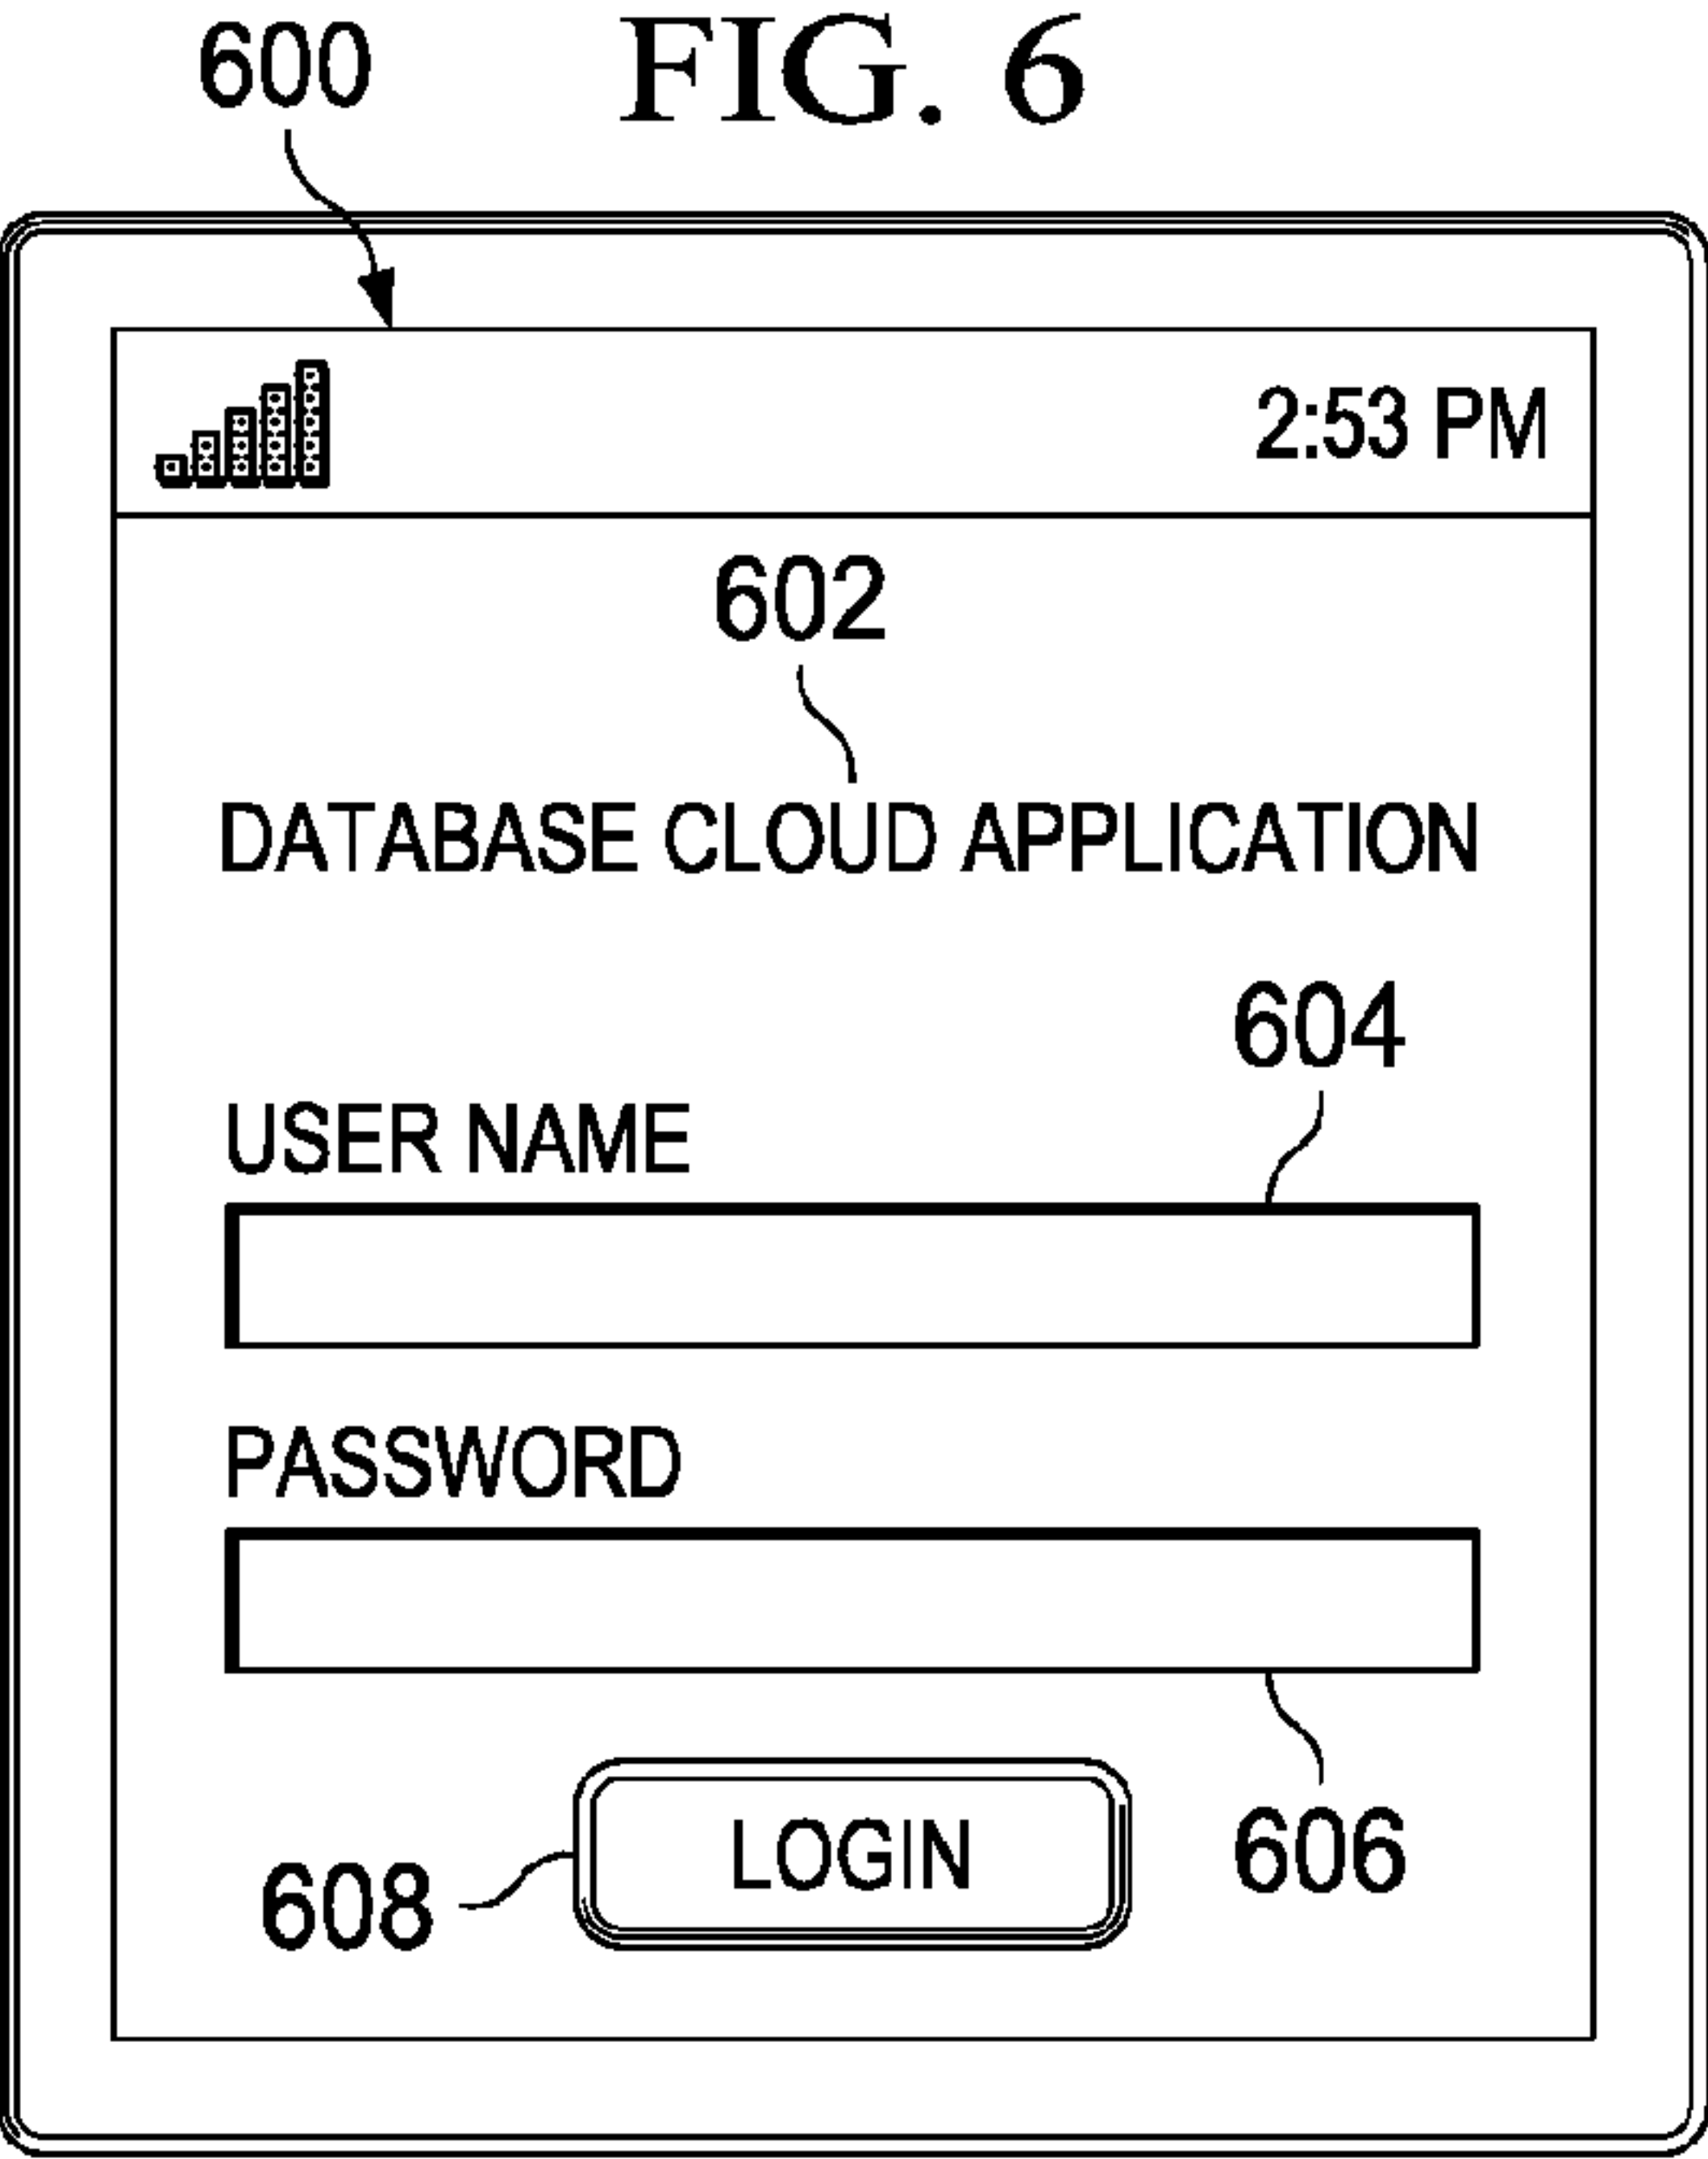 600 FIG. 6
2:53 PM
602
DATABASE CLOUD APPLICATION
604
USER NAME
PASSWORD
LOGIN
606
608